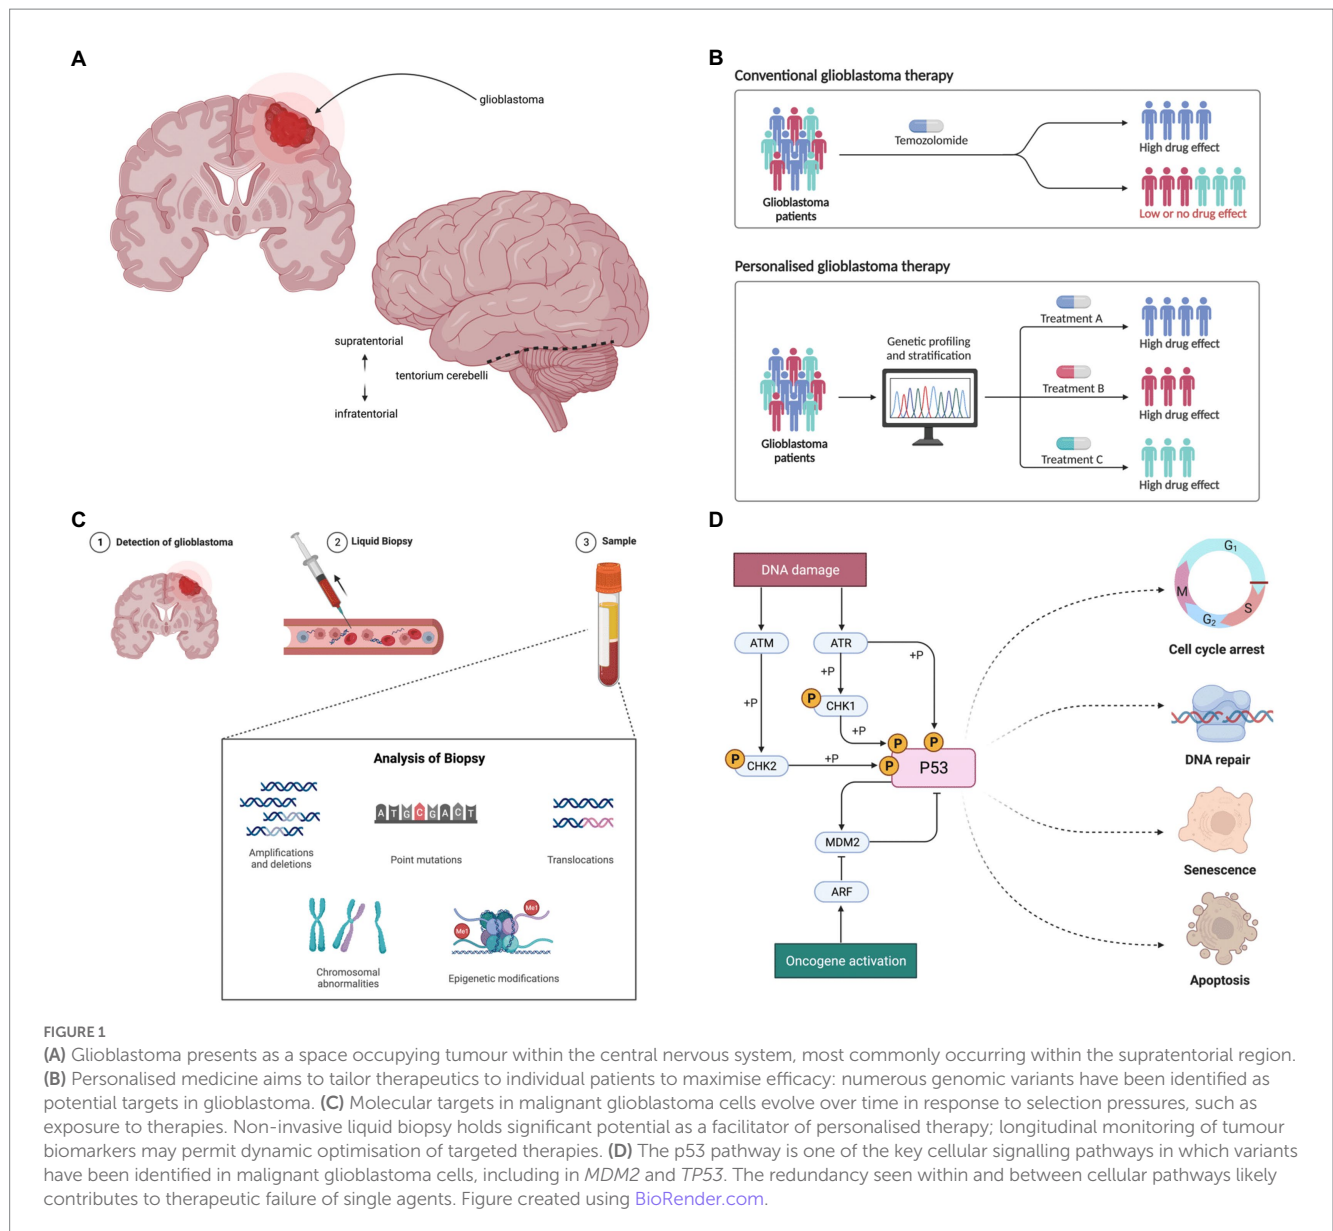 A
glioblastoma
supratentorial
tentorium cerebelli
infratentorial
B
Conventional glioblastoma therapy
Glioblastoma
patients
Temozolomide
High drug effect
Low or no drug effect
Personalised glioblastoma therapy
Glioblastoma
patients
Genetic profiling
and stratification
Treatment A
High drug effect
Treatment B
High drug effect
Treatment C
High drug effect
C
1 Detection of glioblastoma
2 Liquid Biopsy
3 Sample
Analysis of Biopsy
Amplifications
and deletions
A T G C G A C T
Point mutations
Translocations
Chromosomal
abnormalities
Me1
Me1
Epigenetic modifications
D
DNA damage
ATM
ATR
+P
+P
+P
P
CHK1
+P
P
CHK2
+P
P
P
P
P53
MDM2
ARF
Oncogene activation
G1
S
G2
M
Cell cycle arrest
DNA repair
Senescence
Apoptosis
FIGURE 1
(A) Glioblastoma presents as a space occupying tumour within the central nervous system, most commonly occurring within the supratentorial region.
(B) Personalised medicine aims to tailor therapeutics to individual patients to maximise efficacy: numerous genomic variants have been identified as
potential targets in glioblastoma. (C) Molecular targets in malignant glioblastoma cells evolve over time in response to selection pressures, such as
exposure to therapies. Non-invasive liquid biopsy holds significant potential as a facilitator of personalised therapy; longitudinal monitoring of tumour
biomarkers may permit dynamic optimisation of targeted therapies. (D) The p53 pathway is one of the key cellular signalling pathways in which variants
have been identified in malignant glioblastoma cells, including in MDM2 and TP53. The redundancy seen within and between cellular pathways likely
contributes to therapeutic failure of single agents. Figure created using BioRender.com.